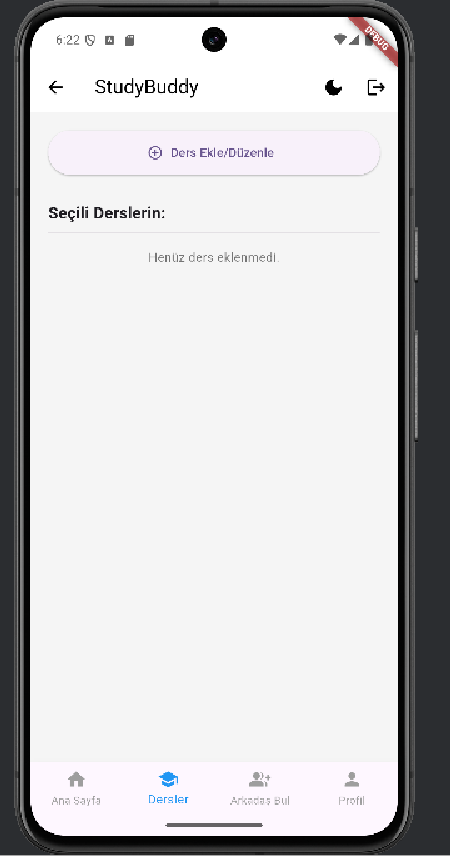 6:22
DEBUG
StudyBuddy
Ders Ekle/Düzenle
Seçili Derslerin:
Henüz ders eklenmedi.
Ana Sayfa
Dersler
Arkadaş Bul
Profil